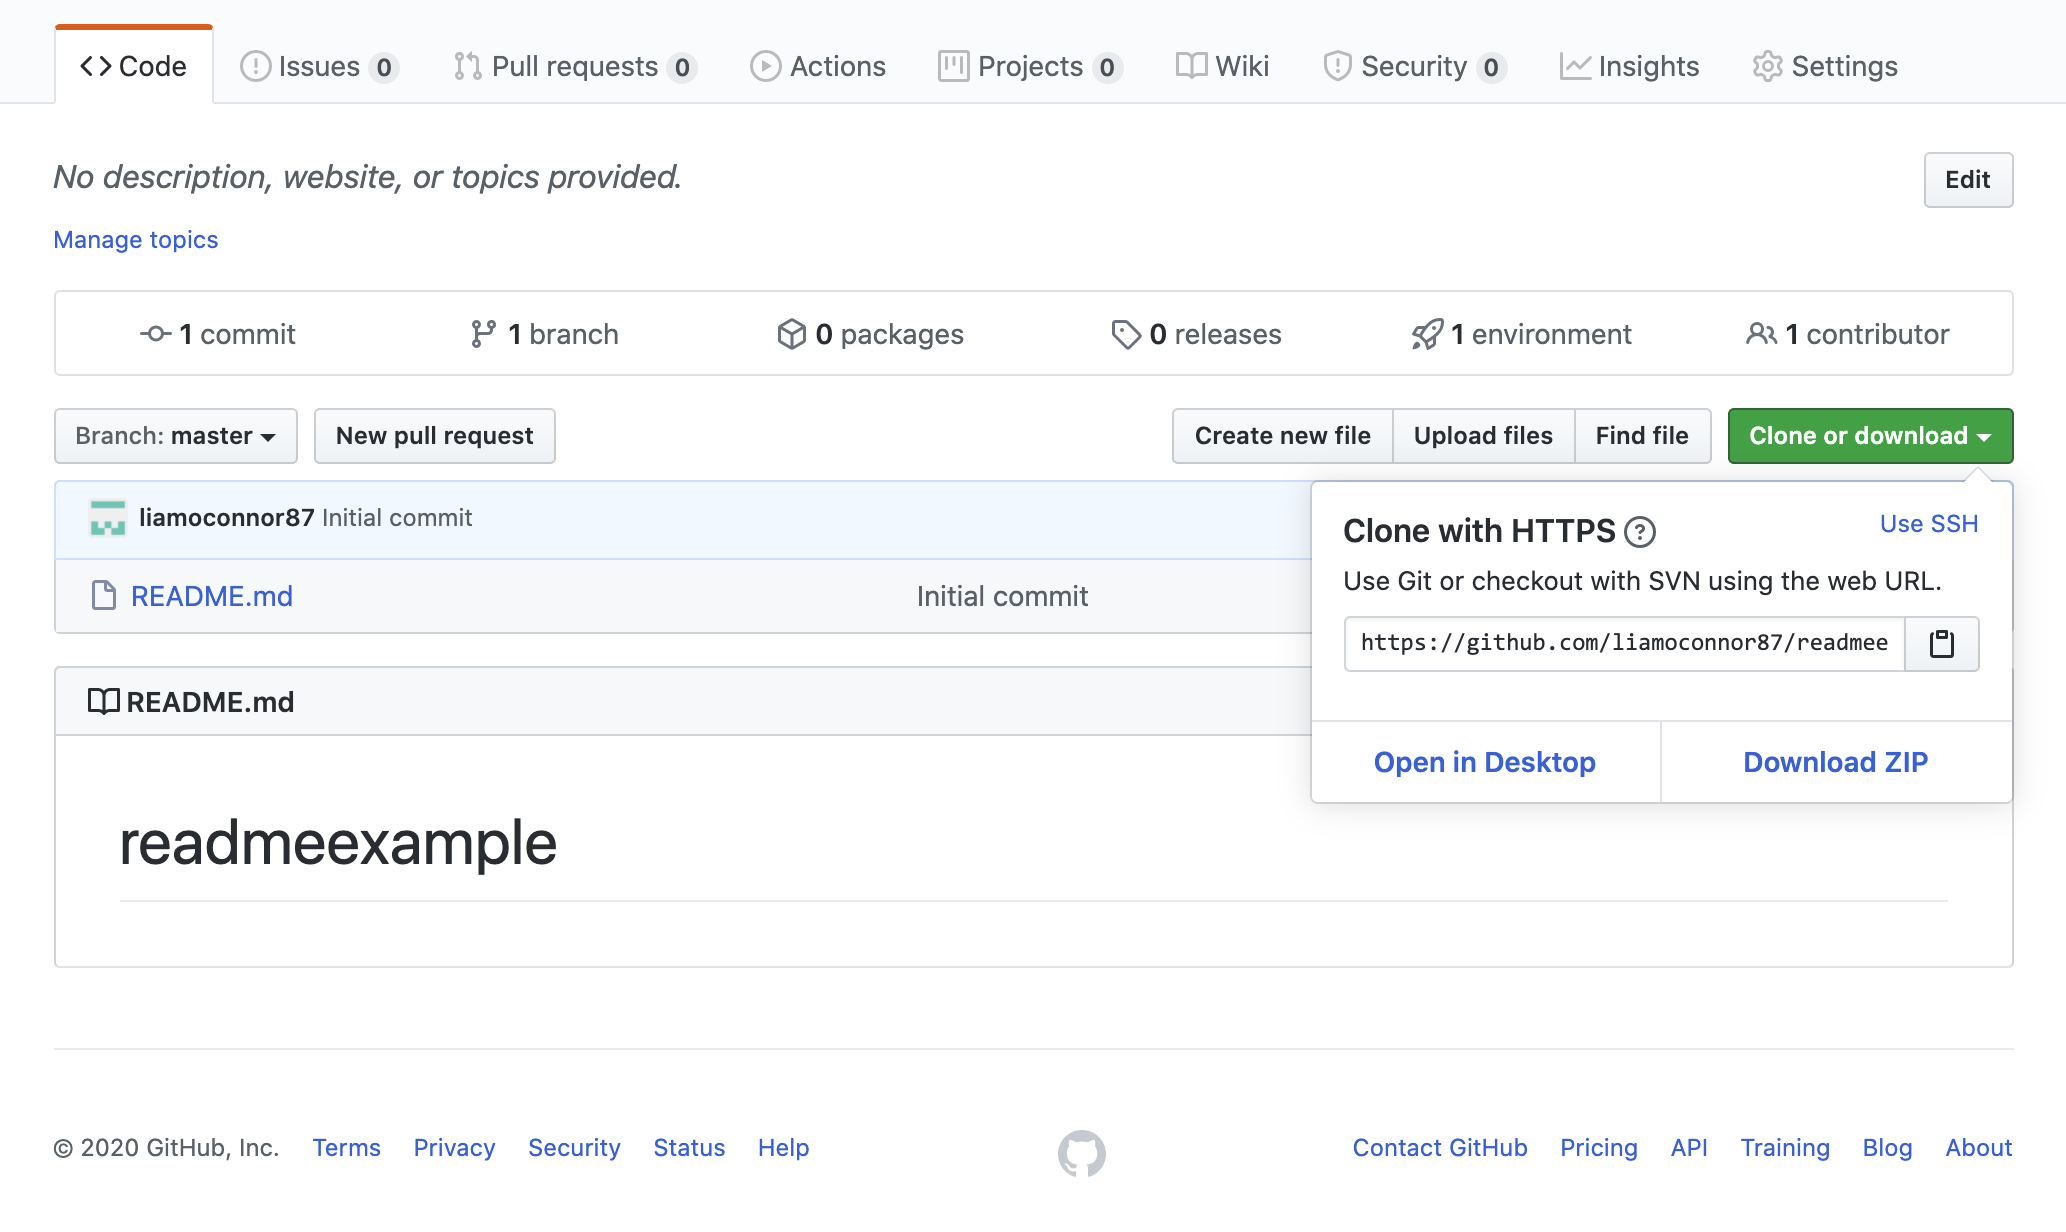 Code Issues 0 Pull requests 0 Actions Projects 0 Wiki Security 0 Insights Settings
No description, website, or topics provided.
Edit
Manage topics
1 commit 1 branch 0 packages 0 releases 1 environment 1 contributor
Branch: master New pull request Create new file Upload files Find file Clone or download
liamoconnor87 Initial commit
README.md Initial commit
Clone with HTTPS ? Use SSH
Use Git or checkout with SVN using the web URL.
https://github.com/liamoconnor87/readmee
Open in Desktop Download ZIP
README.md
readmeexample
© 2020 GitHub, Inc. Terms Privacy Security Status Help Contact GitHub Pricing API Training Blog About